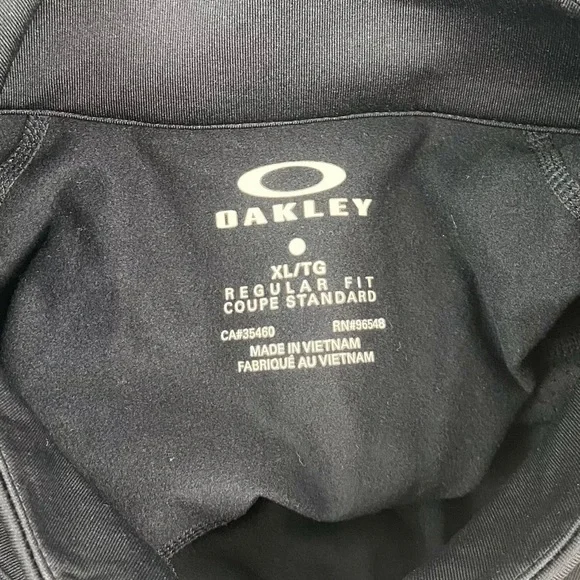 OAKLEY
XL/TG
REGULAR FIT
COUPE STANDARD
CA#35460 RN#96548
MADE IN VIETNAM
FABRIQUÉ AU VIETNAM